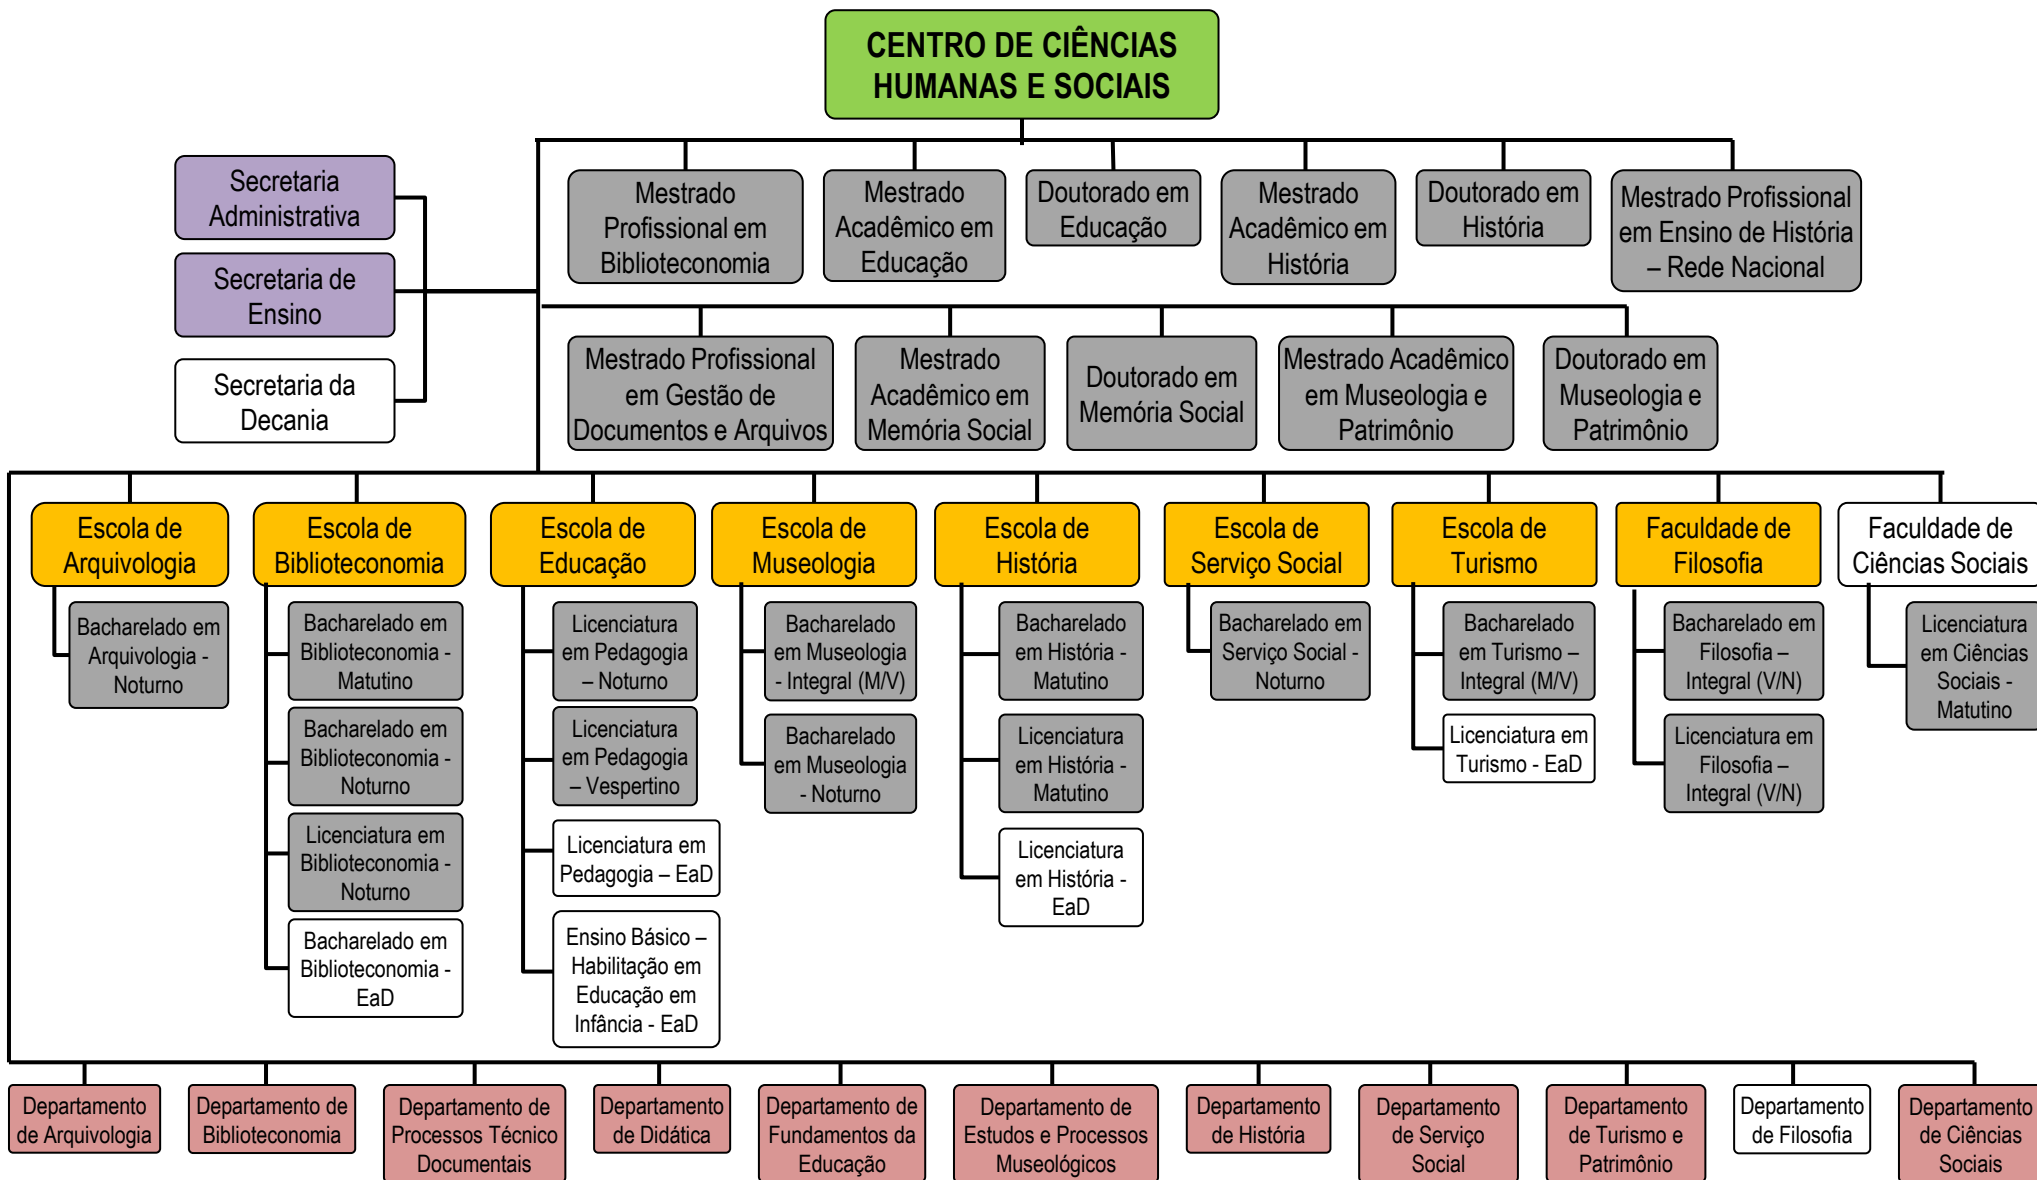 CENTRO DE CIÊNCIAS
HUMANAS E SOCIAIS
Secretaria
Administrativa
Secretaria de
Ensino
Secretaria da
Decania
Mestrado
Profissional em
Biblioteconomia
Mestrado
Acadêmico em
Educação
Doutorado em
Educação
Mestrado
Acadêmico em
História
Doutorado em
História
Mestrado Profissional
em Ensino de História
– Rede Nacional
Mestrado Profissional
em Gestão de
Documentos e Arquivos
Mestrado
Acadêmico em
Memória Social
Doutorado em
Memória Social
Mestrado Acadêmico
em Museologia e
Patrimônio
Doutorado em
Museologia e
Patrimônio
Escola de
Arquivologia
Bacharelado em
Arquivologia -
Noturno
Escola de
Biblioteconomia
Bacharelado em
Biblioteconomia -
Matutino
Bacharelado em
Biblioteconomia -
Noturno
Licenciatura em
Biblioteconomia -
Noturno
Bacharelado em
Biblioteconomia -
EaD
Escola de
Educação
Licenciatura
em Pedagogia
– Noturno
Licenciatura
em Pedagogia
– Vespertino
Licenciatura em
Pedagogia – EaD
Ensino Básico –
Habilitação em
Educação em
Infância - EaD
Escola de
Museologia
Bacharelado
em Museologia
- Integral (M/V)
Bacharelado
em Museologia
- Noturno
Escola de
História
Bacharelado
em História -
Matutino
Licenciatura
em História -
Matutino
Licenciatura
em História -
EaD
Escola de
Serviço Social
Bacharelado em
Serviço Social -
Noturno
Escola de
Turismo
Bacharelado
em Turismo –
Integral (M/V)
Licenciatura em
Turismo - EaD
Faculdade de
Filosofia
Bacharelado em
Filosofia –
Integral (V/N)
Licenciatura em
Filosofia –
Integral (V/N)
Faculdade de
Ciências Sociais
Licenciatura
em Ciências
Sociais -
Matutino
Departamento
de Arquivologia
Departamento de
Biblioteconomia
Departamento de
Processos Técnico
Documentais
Departamento
de Didática
Departamento de
Fundamentos da
Educação
Departamento de
Estudos e Processos
Museológicos
Departamento
de História
Departamento
de Serviço
Social
Departamento
de Turismo e
Patrimônio
Departamento
de Filosofia
Departamento
de Ciências
Sociais